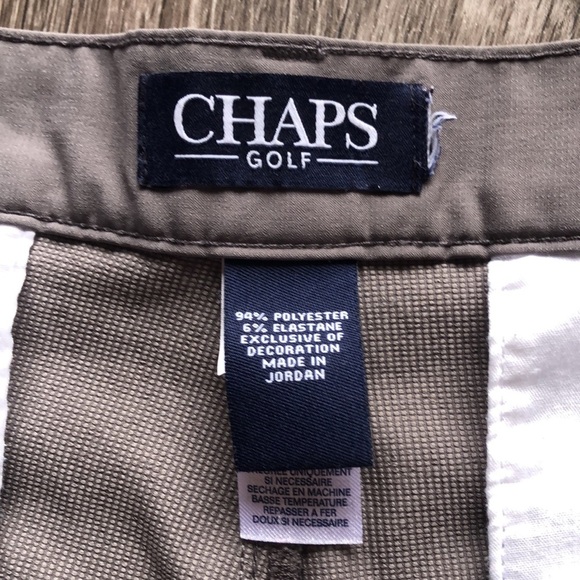 CHAPS
GOLF
94% POLYESTER
6% ELASTANE
EXCLUSIVE OF
DECORATION
MADE IN
JORDAN
UNIQUEMENT
SI NECESSAIRE
SECHAGE EN MACHINE
BASSE TEMPERATURE
REPASSER A FER
DOUX SI NECESSAIRE